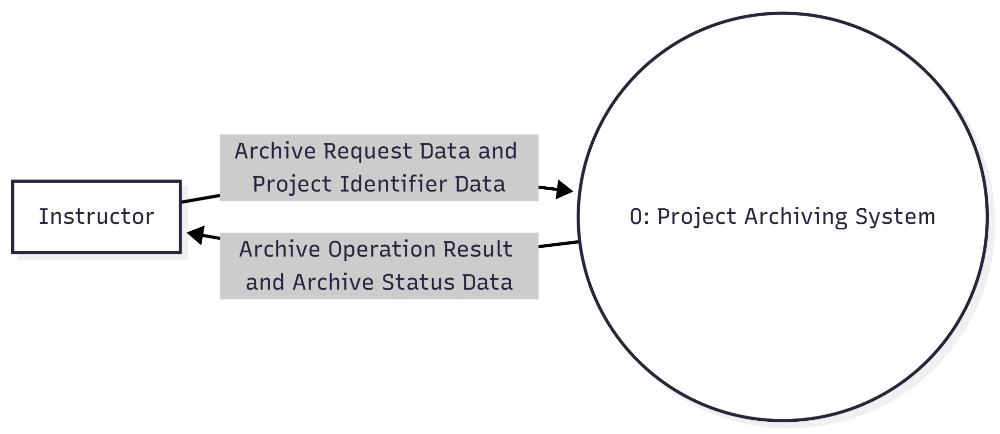 Archive Request Data and
Project Identifier Data
Instructor
0: Project Archiving System
Archive Operation Result
and Archive Status Data